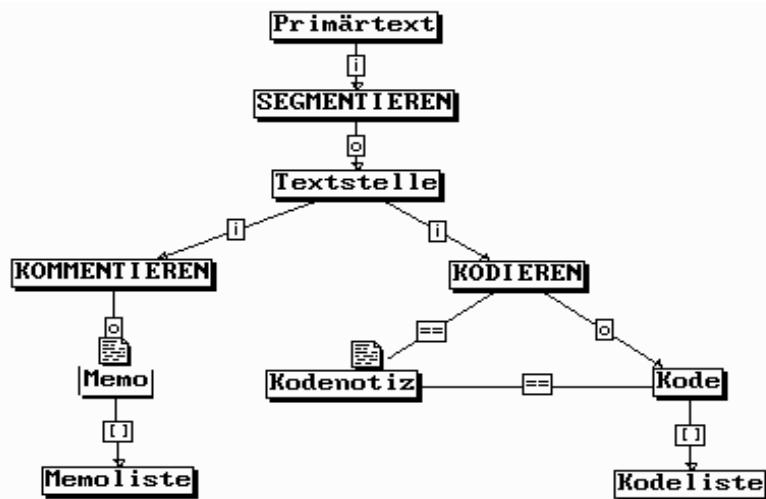 Primärtext
i
SEGMENTIEREN
o
Textstelle
i i
KOMMENTIEREN KODIEREN
o == o
Memo Kodenotiz == Kode
[] []
Memoliste Kodeliste